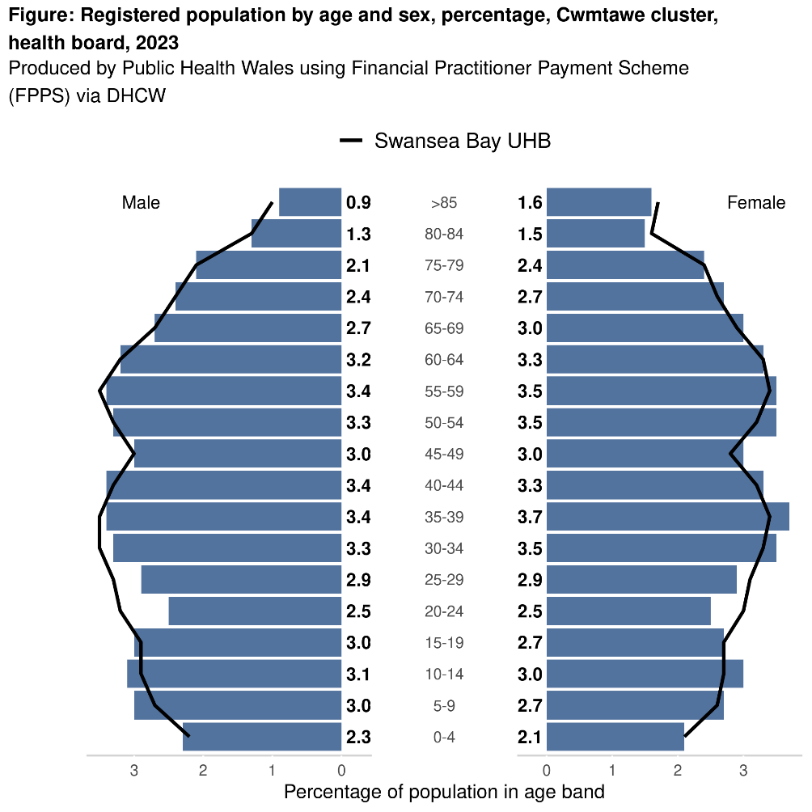 Figure: Registered population by age and sex, percentage, Cwmtawe cluster,
health board, 2023
Produced by Public Health Wales using Financial Practitioner Payment Scheme
(FPPS) via DHCW
Swansea Bay UHB
Male Female
0.9 >85 1.6
1.3 80-84 1.5
2.1 75-79 2.4
2.4 70-74 2.7
2.7 65-69 3.0
3.2 60-64 3.3
3.4 55-59 3.5
3.3 50-54 3.5
3.0 45-49 3.0
3.4 40-44 3.3
3.4 35-39 3.7
3.3 30-34 3.5
2.9 25-29 2.9
2.5 20-24 2.5
3.0 15-19 2.7
3.1 10-14 3.0
3.0 5-9 2.7
2.3 0-4 2.1
3 2 1 0 0 1 2 3
Percentage of population in age band